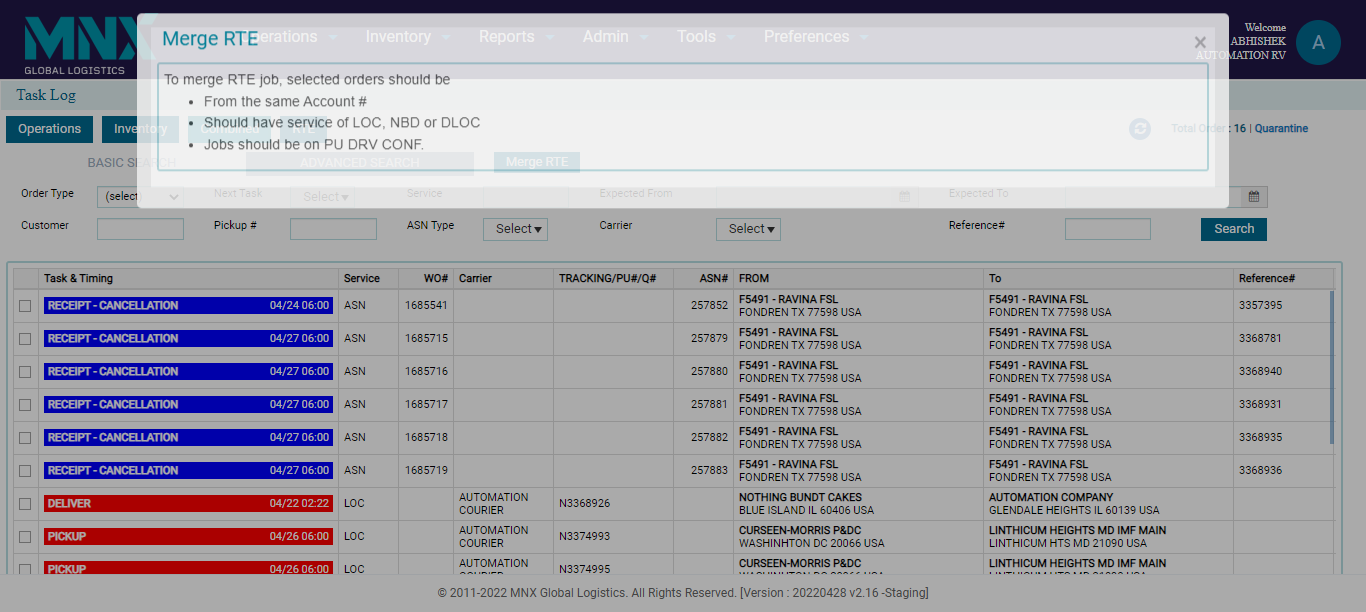 MNX
GLOBAL LOGISTICS
Operations Inventory Reports Admin Tools Preferences
Welcome
ABHISHEK
AUTOMATION RV
A
Merge RTE
×
To merge RTE job, selected orders should be
• From the same Account #
• Should have service of LOC, NBD or DLOC
• Jobs should be on PU DRV CONF.
Task Log
Operations Inventory Combined RTE
Total Order : 16 | Quarantine
BASIC SEARCH ADVANCED SEARCH Merge RTE
Order Type (select) Next Task Select Service Expected From Expected To
Customer Pickup # ASN Type Select Carrier Select Reference# Search
Task & Timing Service WO# Carrier TRACKING/PU#/Q# ASN# FROM To Reference#
RECEIPT - CANCELLATION 04/24 06:00 ASN 1685541 257852 F5491 - RAVINA FSL F5491 - RAVINA FSL 3357395
FONDREN TX 77598 USA FONDREN TX 77598 USA
RECEIPT - CANCELLATION 04/27 06:00 ASN 1685715 257879 F5491 - RAVINA FSL F5491 - RAVINA FSL 3368781
FONDREN TX 77598 USA FONDREN TX 77598 USA
RECEIPT - CANCELLATION 04/27 06:00 ASN 1685716 257880 F5491 - RAVINA FSL F5491 - RAVINA FSL 3368940
FONDREN TX 77598 USA FONDREN TX 77598 USA
RECEIPT - CANCELLATION 04/27 06:00 ASN 1685717 257881 F5491 - RAVINA FSL F5491 - RAVINA FSL 3368931
FONDREN TX 77598 USA FONDREN TX 77598 USA
RECEIPT - CANCELLATION 04/27 06:00 ASN 1685718 257882 F5491 - RAVINA FSL F5491 - RAVINA FSL 3368935
FONDREN TX 77598 USA FONDREN TX 77598 USA
RECEIPT - CANCELLATION 04/27 06:00 ASN 1685719 257883 F5491 - RAVINA FSL F5491 - RAVINA FSL 3368936
FONDREN TX 77598 USA FONDREN TX 77598 USA
DELIVER 04/22 02:22 LOC AUTOMATION COURIER N3368926 NOTHING BUNDT CAKES AUTOMATION COMPANY
BLUE ISLAND IL 60406 USA GLENDALE HEIGHTS IL 60139 USA
PICKUP 04/26 06:00 LOC AUTOMATION COURIER N3374993 CURSEEN-MORRIS P&DC LINTHICUM HEIGHTS MD IMF MAIN
WASHINHTON DC 20066 USA LINTHICUM HTS MD 21090 USA
PICKUP 04/26 06:00 LOC AUTOMATION COURIER N3374995 CURSEEN-MORRIS P&DC LINTHICUM HEIGHTS MD IMF MAIN
© 2011-2022 MNX Global Logistics. All Rights Reserved. [Version : 20220428 v2.16 -Staging]